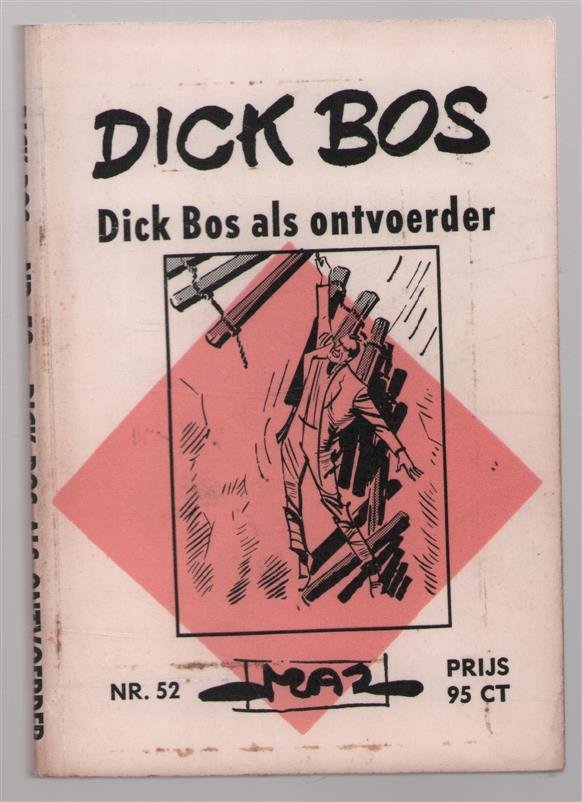 DICK BOS
Dick Bos als ontvoerder
NR. 52
MAZ
PRIJS
95 CT
DICK BOS NR. 52 DICK BOS ALS ONTVOERDER